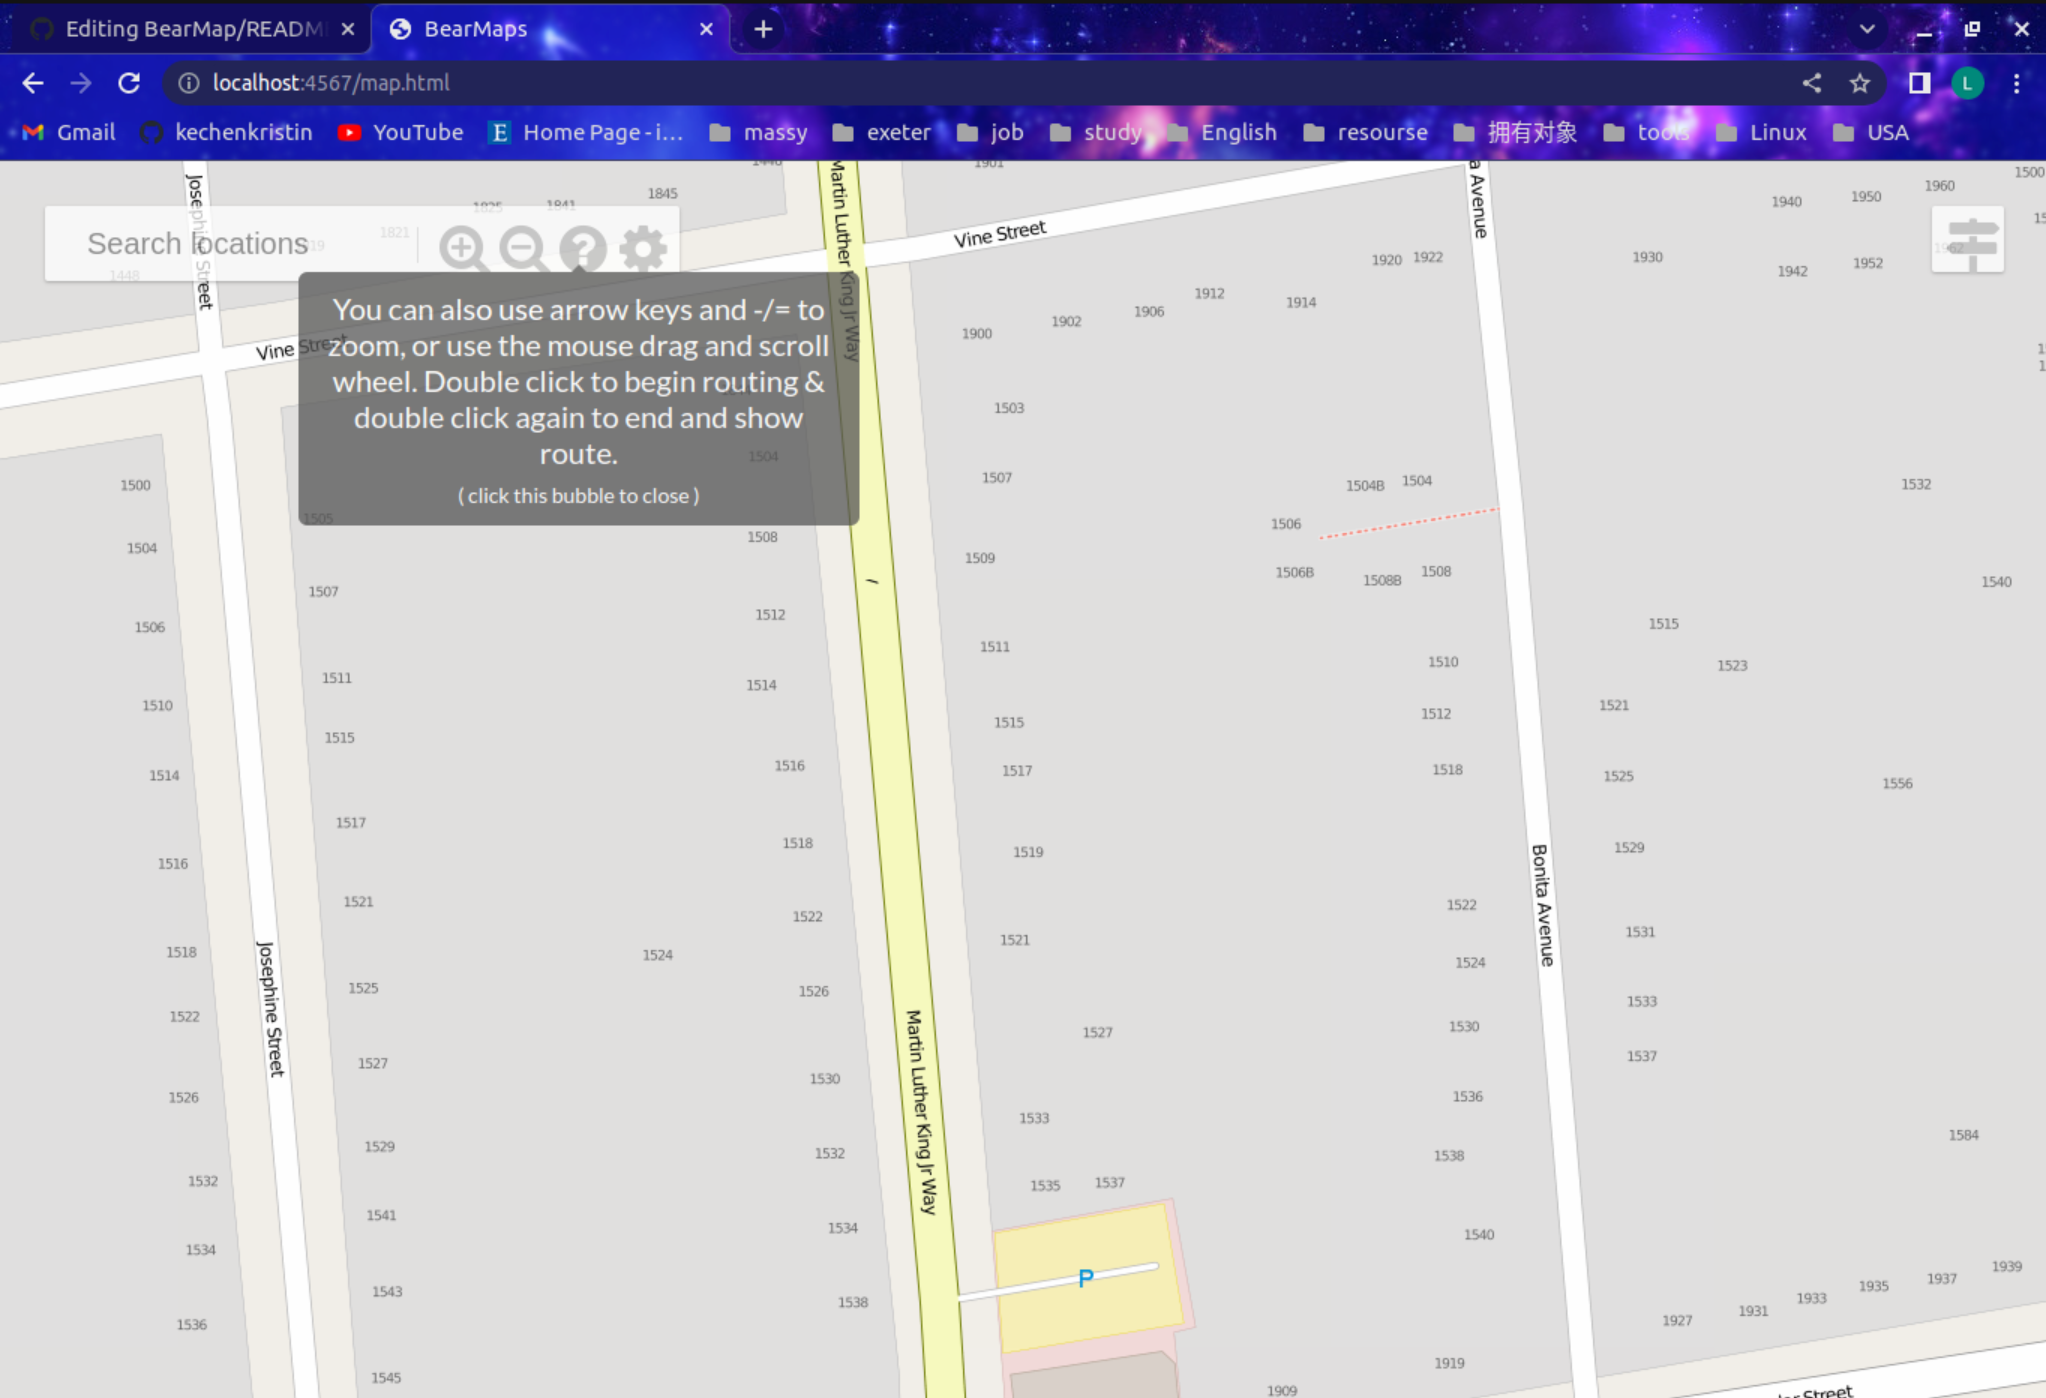 Editing BearMap/READM
BearMaps
localhost:4567/map.html
Gmail
kechenkristin
YouTube
Home Page - i...
massy
exeter
job
study
English
resourse
拥有对象
tools
Linux
USA
Search locations
You can also use arrow keys and -/= to
zoom, or use the mouse drag and scroll
wheel. Double click to begin routing &
double click again to end and show
route.
( click this bubble to close )
Josephine Street
Vine Street
Martin Luther King Jr Way
Vine Street
a Avenue
Josephine Street
Martin Luther King Jr Way
Bonita Avenue
Street
P
L
1901
1845
1825
1841
1821
1819
1448
1940
1950
1960
1500
1962
1930
1942
1952
1920
1922
1912
1914
1906
1902
1900
1503
1507
1509
1511
1515
1517
1519
1521
1527
1533
1535
1537
1504B
1504
1506
1506B
1508B
1508
1510
1512
1518
1522
1524
1530
1536
1538
1540
1919
1909
1532
1540
1515
1523
1521
1525
1556
1529
1531
1533
1537
1584
1927
1931
1933
1935
1937
1939
1500
1504
1506
1510
1514
1516
1518
1522
1526
1532
1534
1536
1505
1507
1511
1515
1517
1521
1525
1527
1529
1541
1543
1545
1504
1508
1512
1514
1516
1518
1522
1524
1526
1530
1532
1534
1538